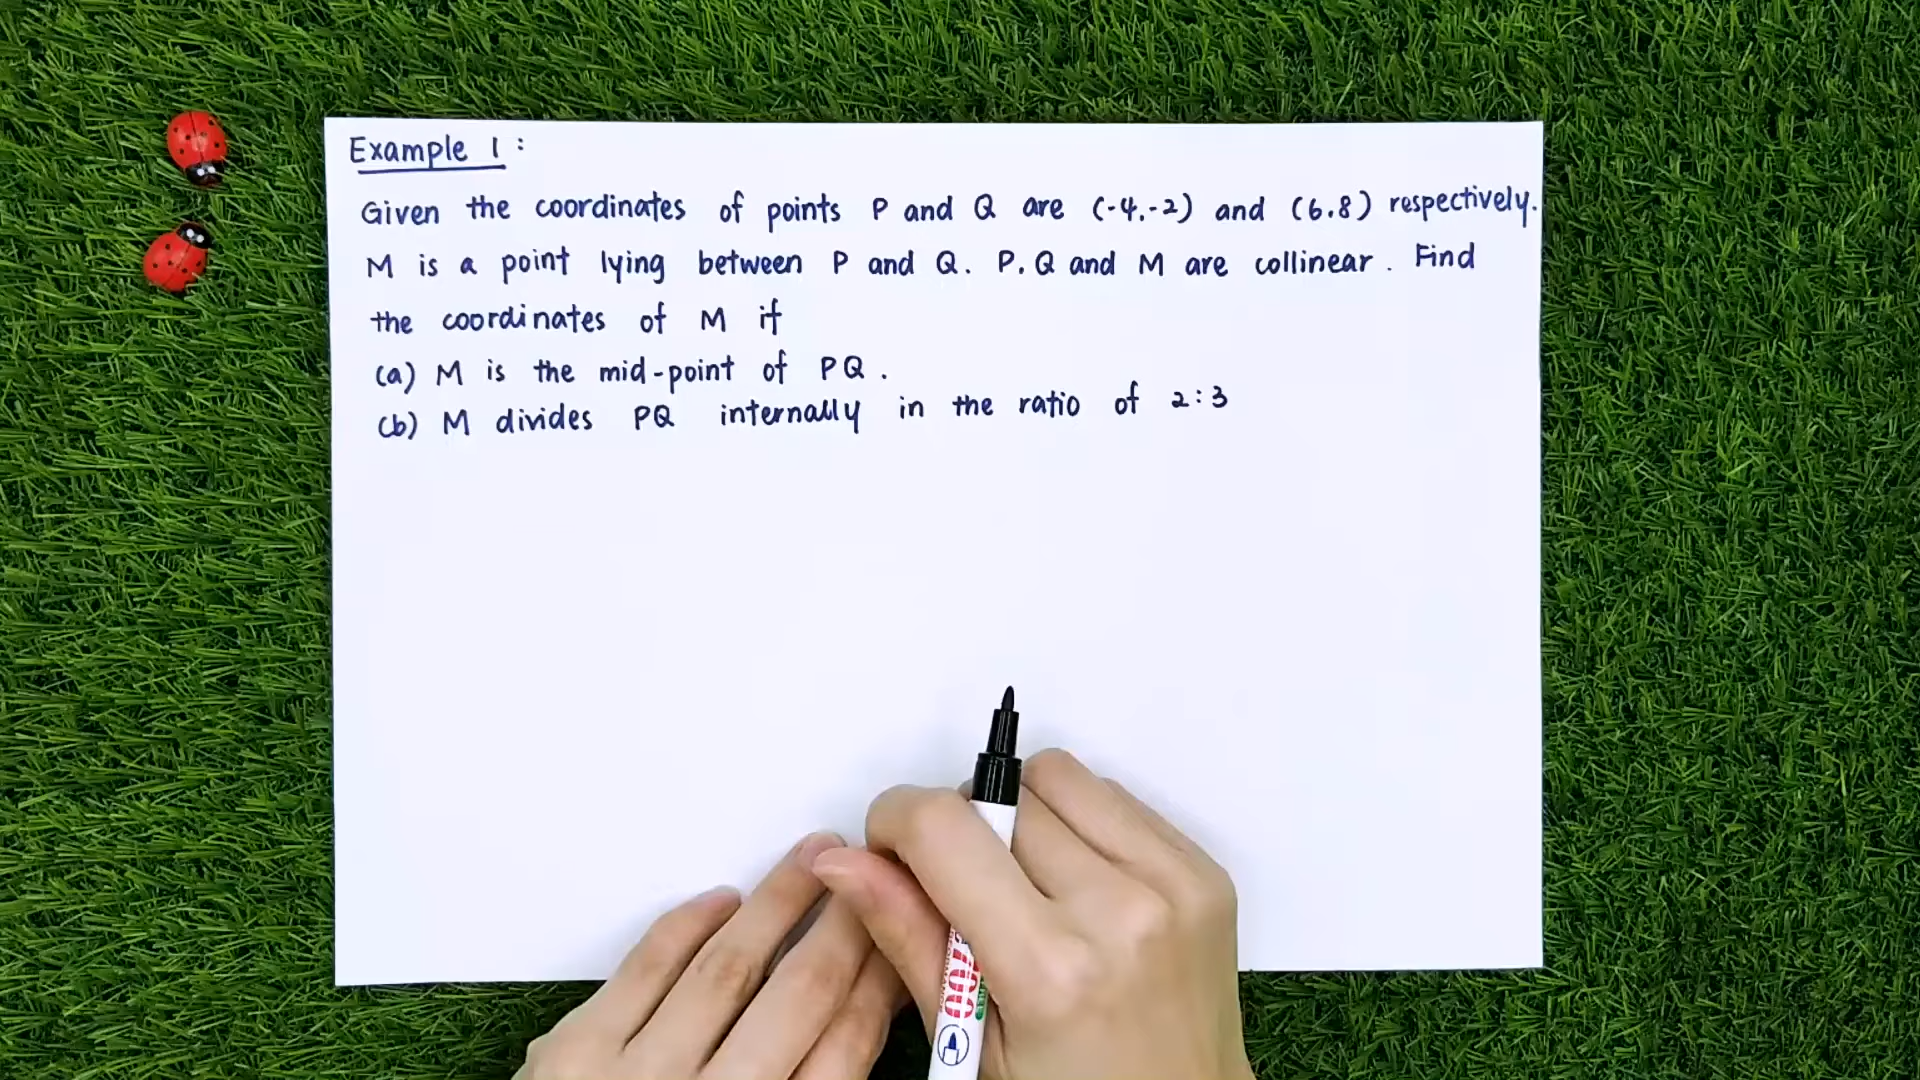 Example 1 :
Given the coordinates of points P and Q are (-4.-2) and (6.8) respectively.
M is a point lying between P and Q. P.Q and M are collinear. Find
the coordinates of M if
(a) M is the mid-point of PQ.
(b) M divides PQ internally in the ratio of 2:3
700